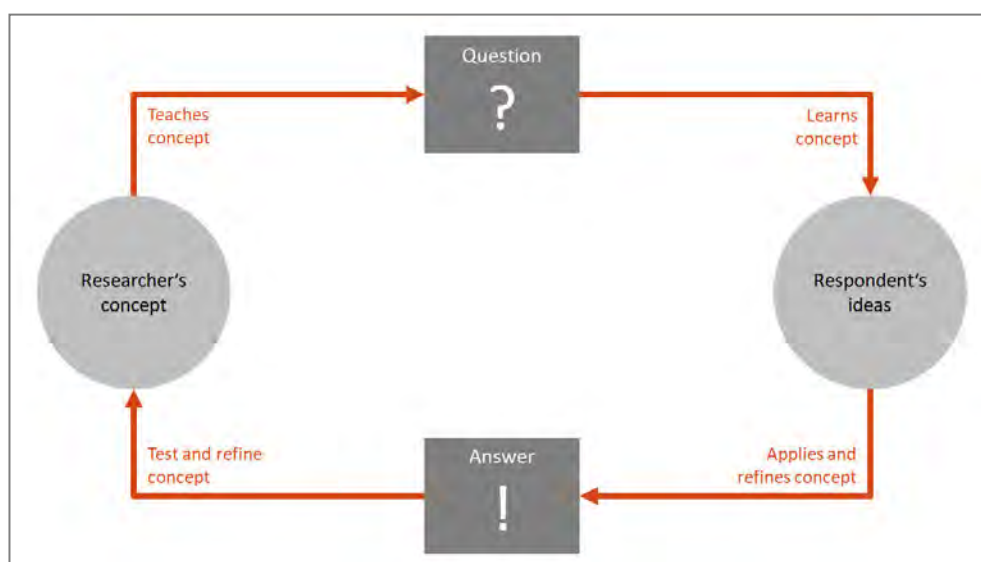 Question
?
Teaches
concept
Learns
concept
Researcher‘s
concept
Respondent‘s
ideas
Test and refine
concept
Answer
!
Applies and
refines concept